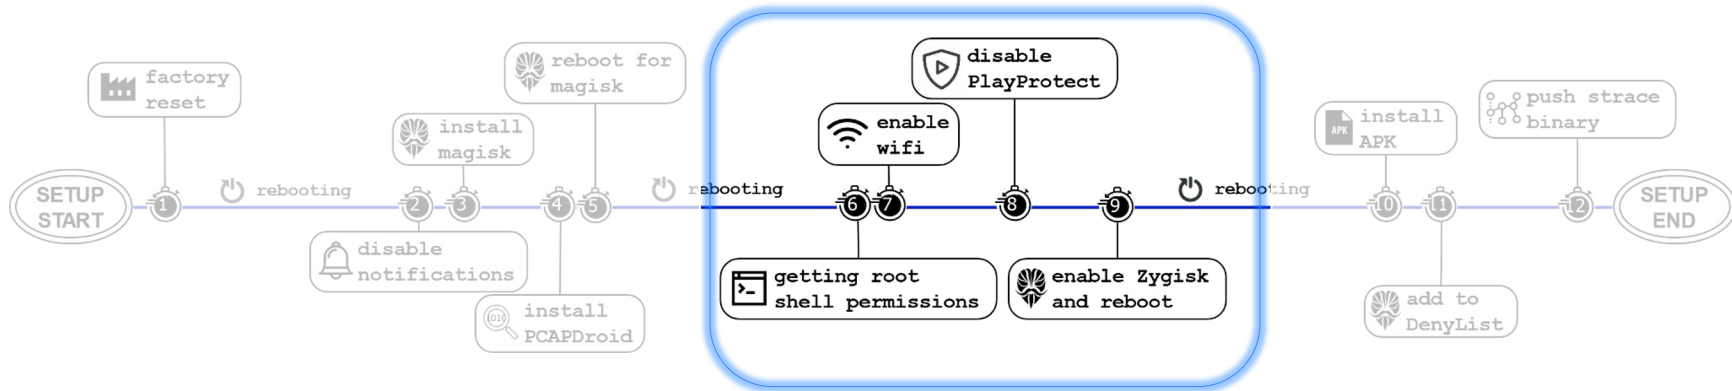 SETUP
START
1
factory
reset
rebooting
2
disable
notifications
3
install
magisk
4
install
PCAPDroid
5
reboot for
magisk
rebooting
6
getting root
shell permissions
7
enable
wifi
8
disable
PlayProtect
9
enable Zygisk
and reboot
rebooting
10
APK
install
APK
11
add to
DenyList
12
push strace
binary
SETUP
END